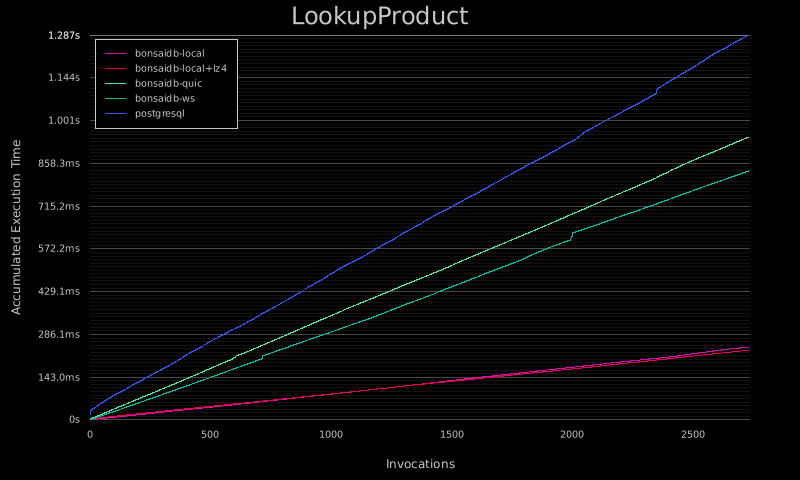 LookupProduct
1.287s
1.144s
1.001s
858.3ms
715.2ms
572.2ms
429.1ms
286.1ms
143.0ms
0s
bonsaidb-local
bonsaidb-local+lz4
bonsaidb-quic
bonsaidb-ws
postgresql
Accumulated Execution Time
0
500
1000
1500
2000
2500
Invocations